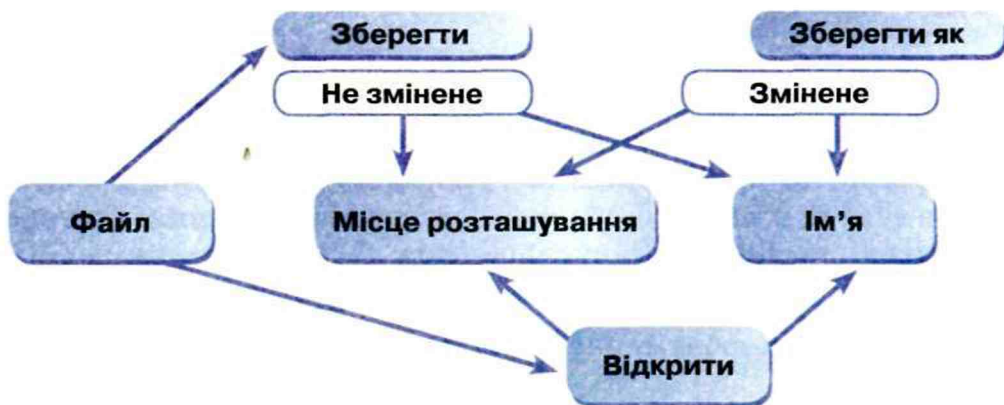 Зберегти
Зберегти як
Не змінене
Змінене
Файл
Місце розташування
Ім’я
Відкрити